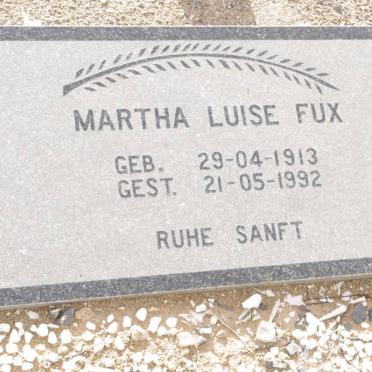 MARTHA LUISE FUX
GEB. 29-04-1913
GEST. 21-05-1992
RUHE SANFT